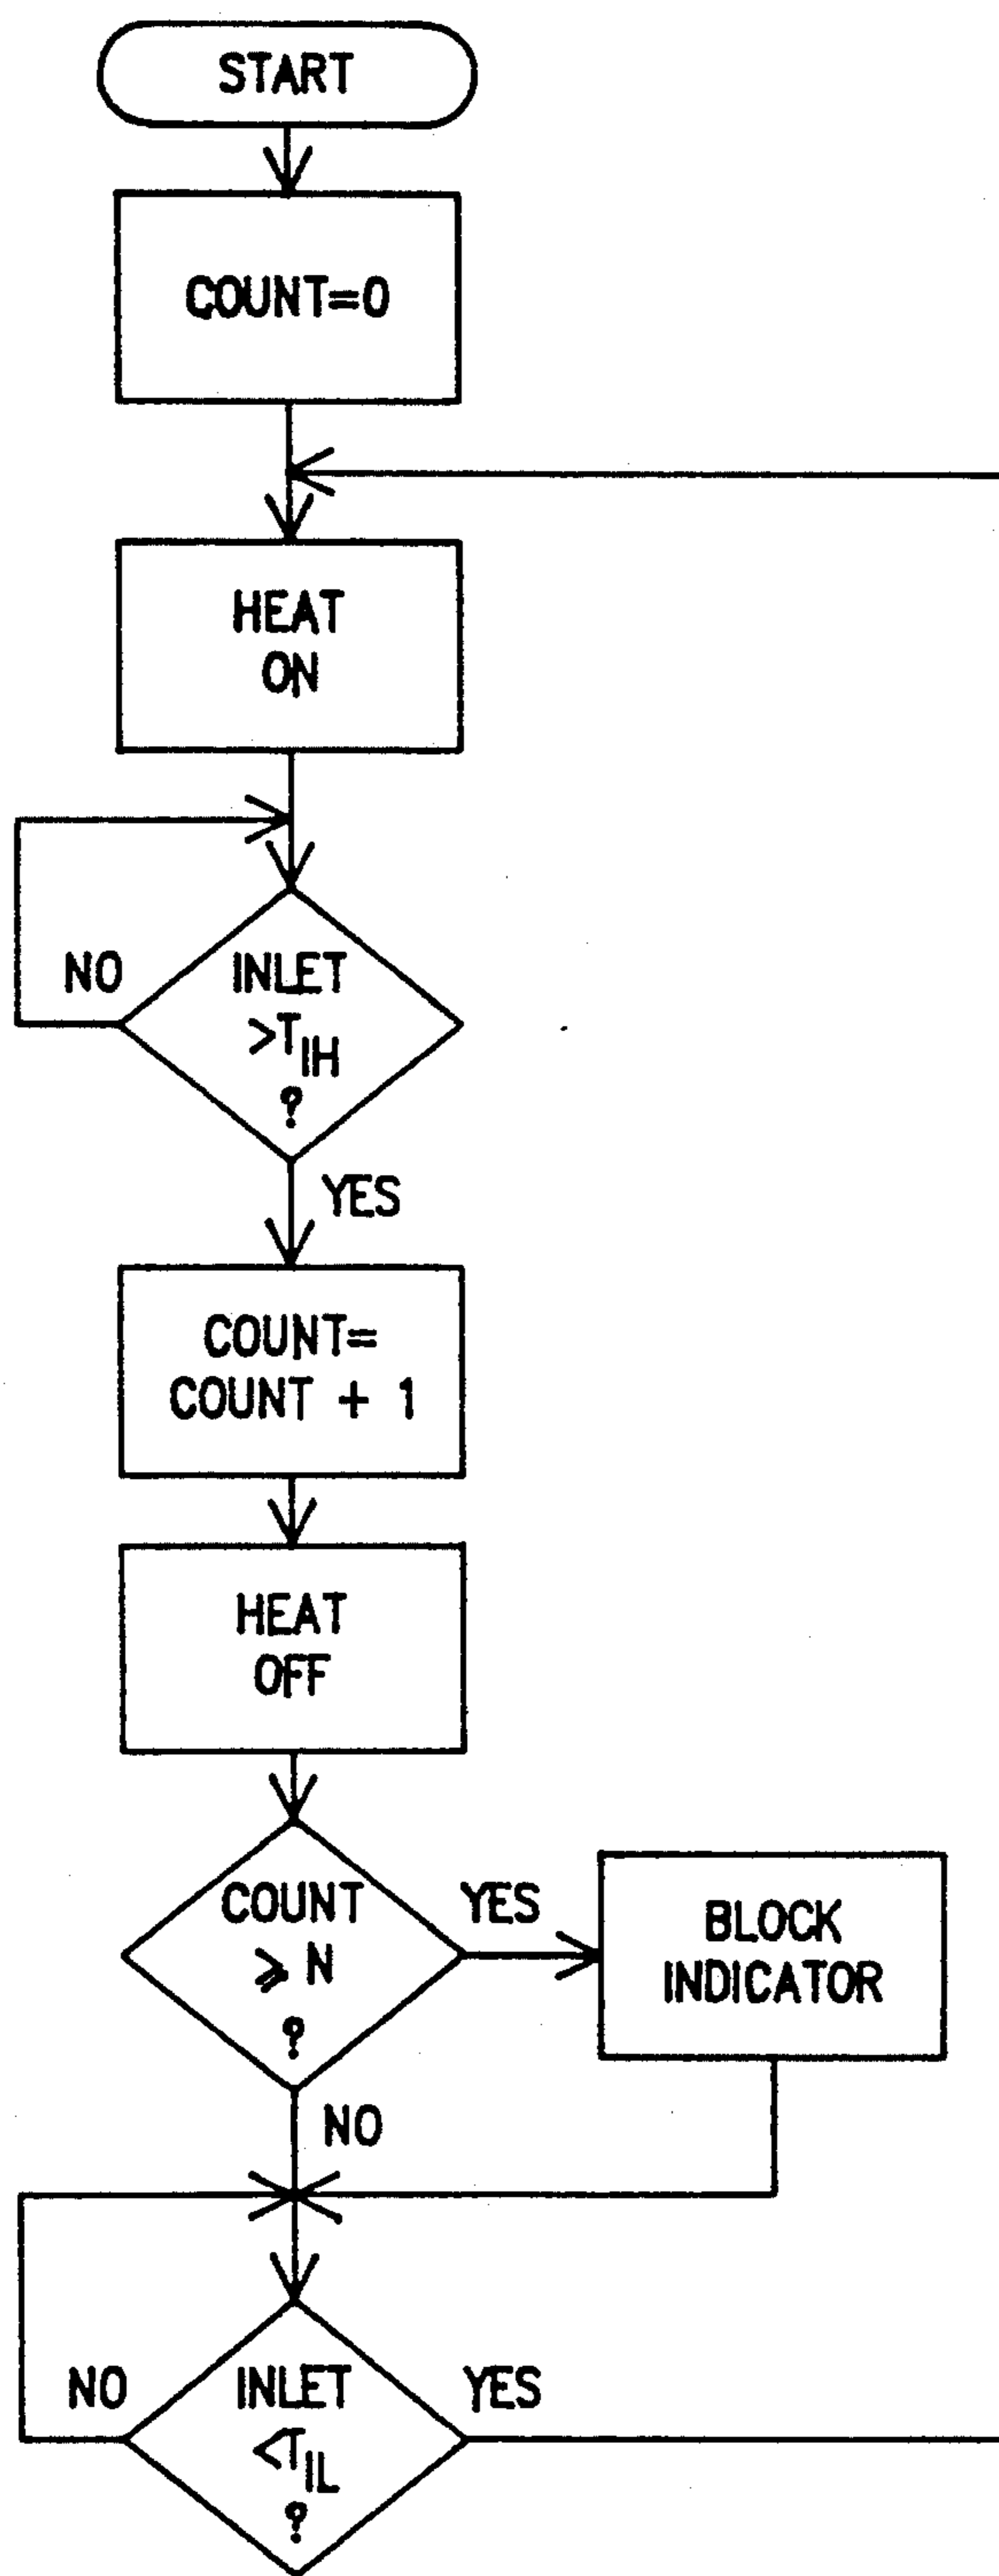 START
COUNT=0
HEAT
ON
NO
INLET
>T_IH
?
YES
COUNT=
COUNT + 1
HEAT
OFF
COUNT
⩾ N
?
YES
BLOCK
INDICATOR
NO
NO
INLET
<T_IL
?
YES